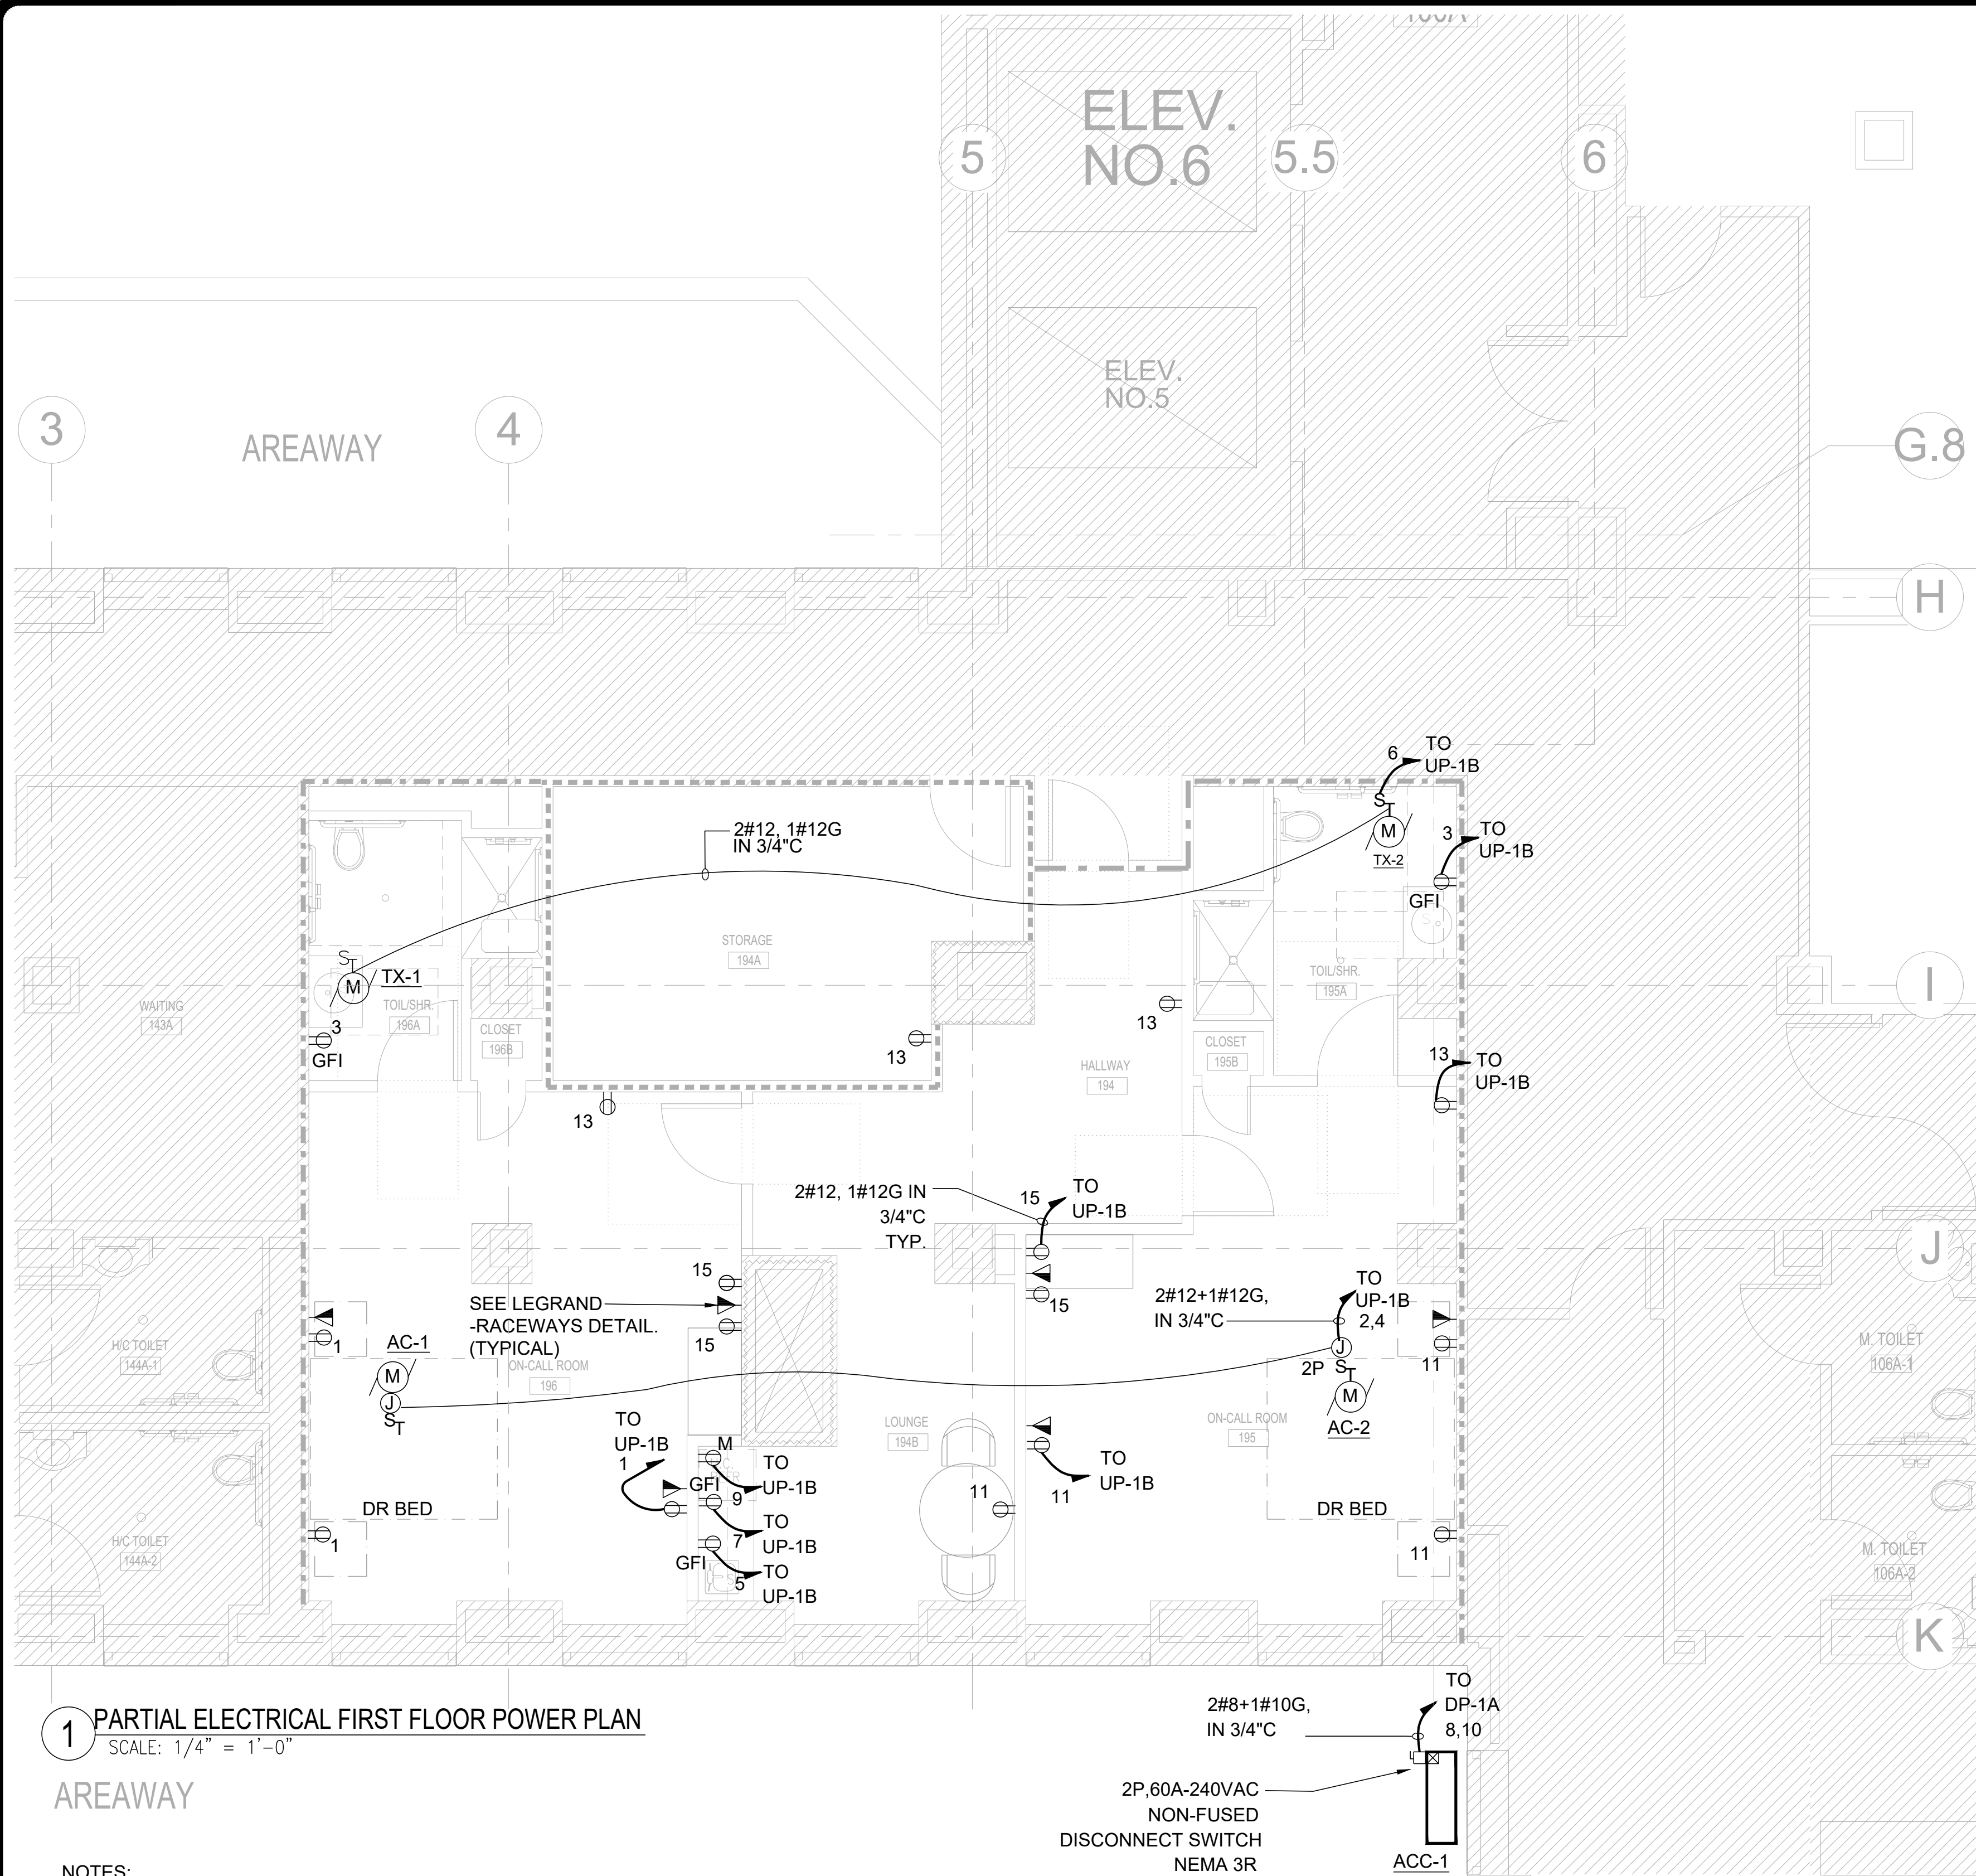 ELEV.
NO.6
5
5.5
6
ELEV.
NO.5
3
4
AREAWAY
G.8
H
6
TO
UP-1B
S
T
M
TX-2
3
TO
UP-1B
GFI
2#12, 1#12G
IN 3/4"C
STORAGE
194A
TOIL/SHR.
195A
I
S
T
M
TX-1
TOIL/SHR.
196A
WAITING
143A
3
GFI
CLOSET
196B
13
13
CLOSET
195B
HALLWAY
194
13
TO
UP-1B
13
2#12, 1#12G IN
3/4"C
TYP.
15
TO
UP-1B
J
15
15
15
SEE LEGRAND
-RACEWAYS DETAIL.
(TYPICAL)
2#12+1#12G,
IN 3/4"C
TO
UP-1B
2,4
J
2P
S
T
M
AC-2
11
1
AC-1
M
J
S
T
ON-CALL ROOM
196
H/C TOILET
144A-1
M. TOILET
106A-1
LOUNGE
194B
ON-CALL ROOM
195
TO
UP-1B
1
M
TO
UP-1B
GFI
9
TO
UP-1B
7
GFI
TO
UP-1B
5
11
TO
UP-1B
11
DR BED
DR BED
1
11
H/C TOILET
144A-2
M. TOILET
106A-2
K
1
PARTIAL ELECTRICAL FIRST FLOOR POWER PLAN
SCALE: 1/4" = 1'-0"
AREAWAY
2#8+1#10G,
IN 3/4"C
TO
DP-1A
8,10
2P,60A-240VAC
NON-FUSED
DISCONNECT SWITCH
NEMA 3R
ACC-1
NOTES: